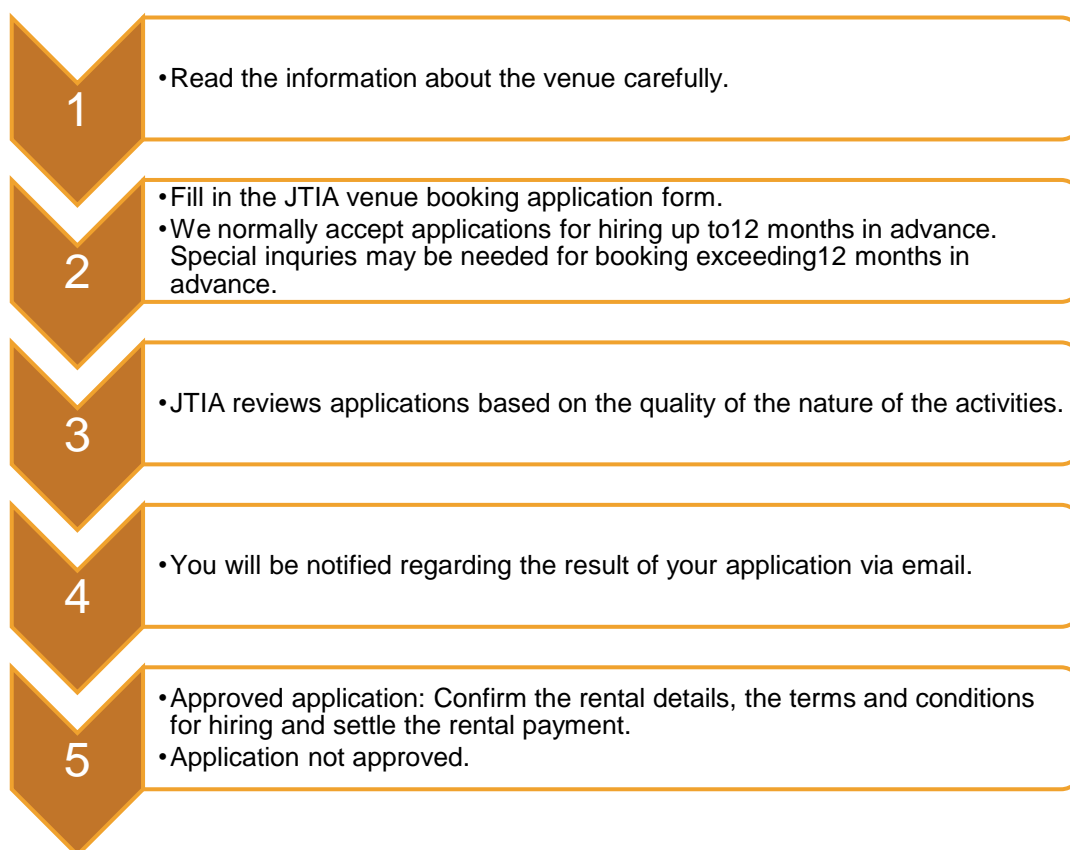 1
•Read the information about the venue carefully.
2
•Fill in the JTIA venue booking application form.
•We normally accept applications for hiring up to12 months in advance.
Special inquries may be needed for booking exceeding12 months in
advance.
3
•JTIA reviews applications based on the quality of the nature of the activities.
4
•You will be notified regarding the result of your application via email.
5
•Approved application: Confirm the rental details, the terms and conditions
for hiring and settle the rental payment.
•Application not approved.